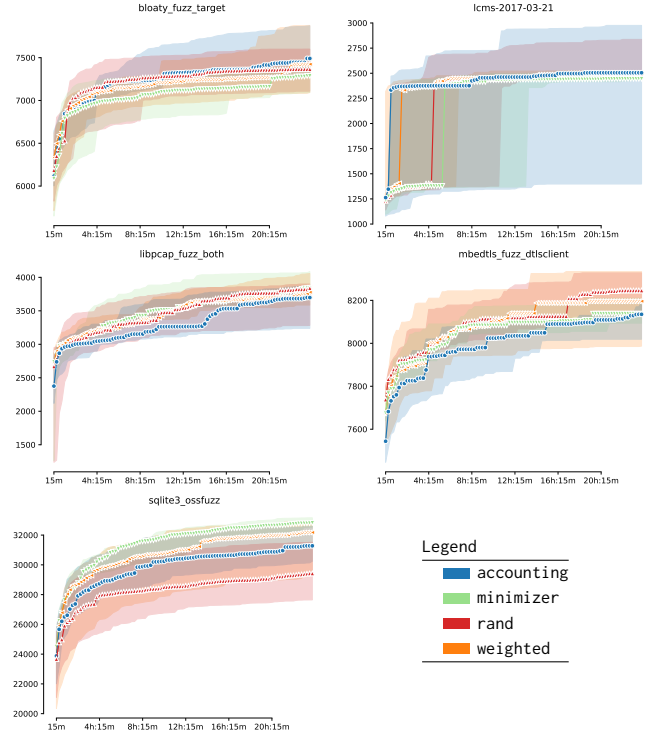 bloaty_fuzz_target
7500
7000
6500
6000
15m 4h:15m 8h:15m 12h:15m 16h:15m 20h:15m
lcms-2017-03-21
3000
2750
2500
2250
2000
1750
1500
1250
1000
15m 4h:15m 8h:15m 12h:15m 16h:15m 20h:15m
libpcap_fuzz_both
4000
3500
3000
2500
2000
1500
15m 4h:15m 8h:15m 12h:15m 16h:15m 20h:15m
mbedtls_fuzz_dtlsclient
8200
8000
7800
7600
15m 4h:15m 8h:15m 12h:15m 16h:15m 20h:15m
sqlite3_ossfuzz
32000
30000
28000
26000
24000
22000
20000
15m 4h:15m 8h:15m 12h:15m 16h:15m 20h:15m
Legend
accounting
minimizer
rand
weighted